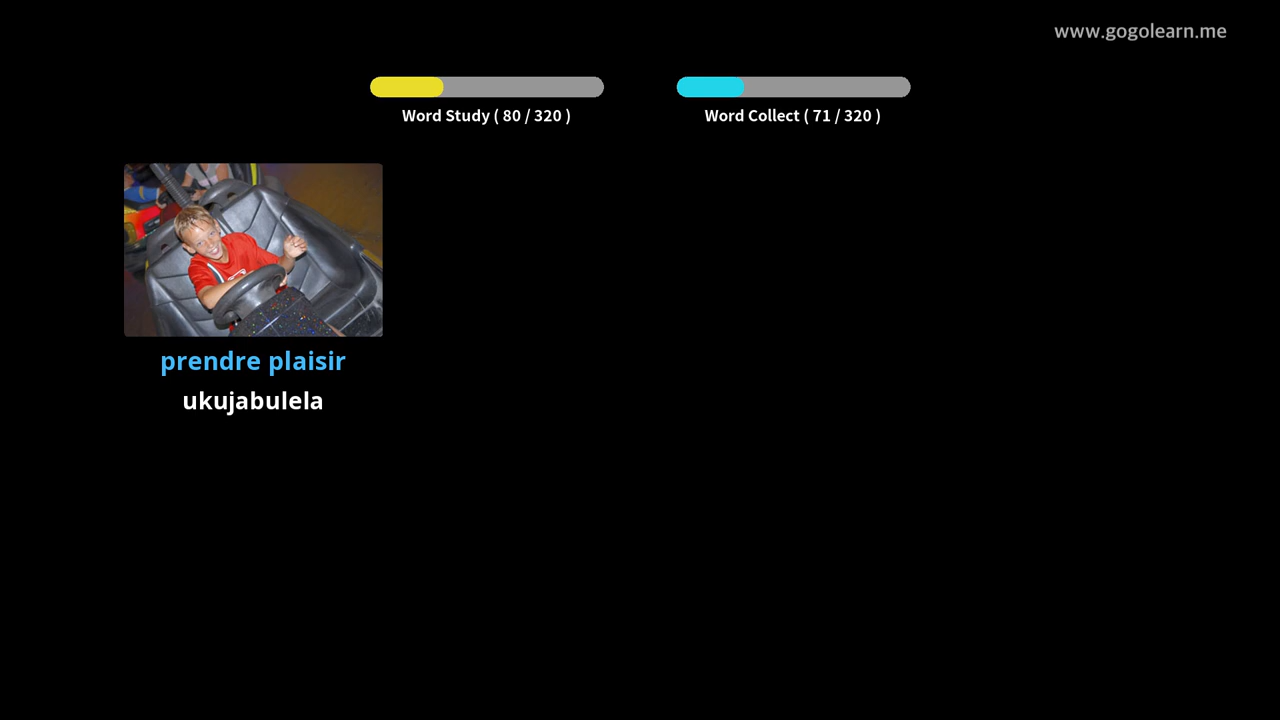 www.gogolearn.me
Word Study ( 80 / 320 )
Word Collect ( 71 / 320 )
prendre plaisir
ukujabulela